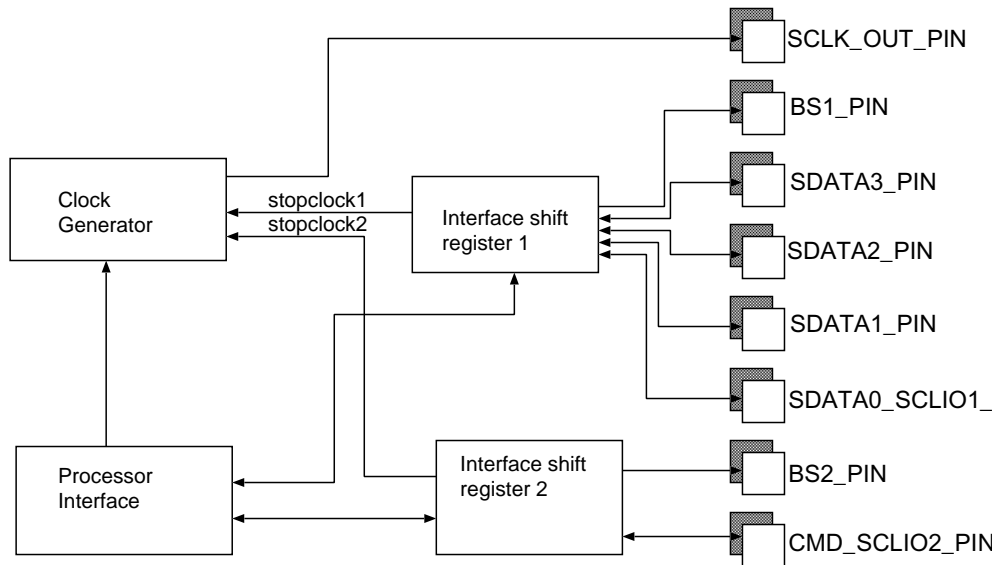 SCLK_OUT_PIN
BS1_PIN
Clock
Generator
stopclock1
stopclock2
Interface shift
register 1
SDATA3_PIN
SDATA2_PIN
SDATA1_PIN
SDATA0_SCLIO1_
Processor
Interface
Interface shift
register 2
BS2_PIN
CMD_SCLIO2_PIN